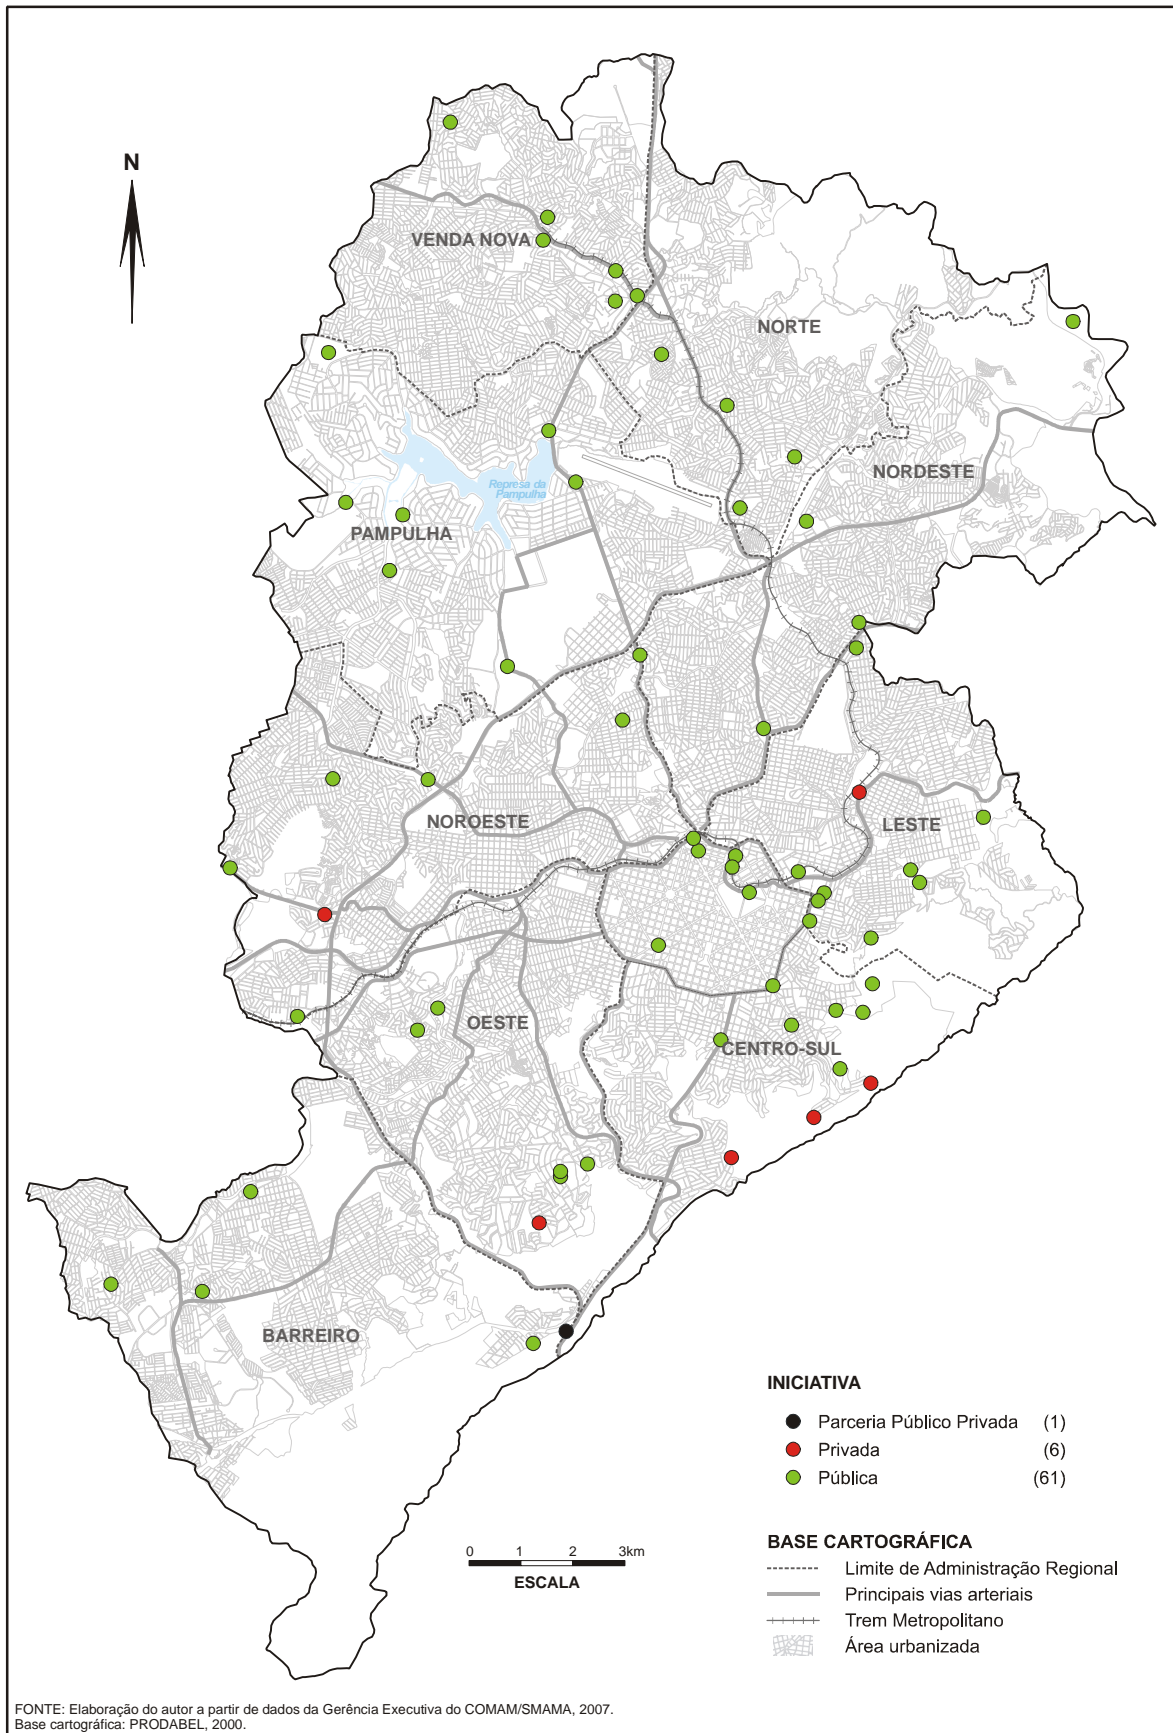 N
VENDA NOVA
NORTE
NORDESTE
Represa da
Pampulha
PAMPULHA
NOROESTE
LESTE
OESTE
CENTRO-SUL
BARREIRO
INICIATIVA
Parceria Público Privada (1)
Privada (6)
Pública (61)
BASE CARTOGRÁFICA
Limite de Administração Regional
Principais vias arteriais
Trem Metropolitano
Área urbanizada
0 1 2 3km
ESCALA
FONTE: Elaboração do autor a partir de dados da Gerência Executiva do COMAM/SMAMA, 2007.
Base cartográfica: PRODABEL, 2000.